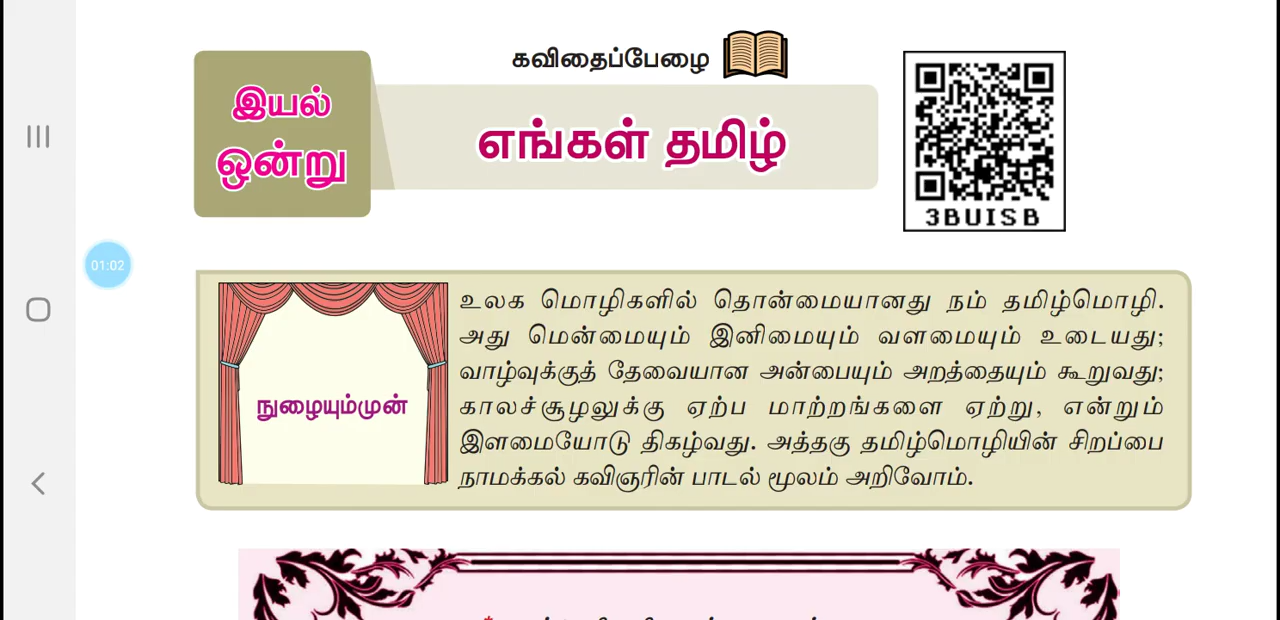 கவிதைப்பேழை
இயல்
ஒன்று
எங்கள் தமிழ்
3BUISB
01:02
நுழையும்முன்
உலக மொழிகளில் தொன்மையானது நம் தமிழ்மொழி.
அது மென்மையும் இனிமையும் வளமையும் உடையது;
வாழ்வுக்குத் தேவையான அன்பையும் அறத்தையும் கூறுவது;
காலச்சூழலுக்கு ஏற்ப மாற்றங்களை ஏற்று, என்றும்
இளமையோடு திகழ்வது. அத்தகு தமிழ்மொழியின் சிறப்பை
நாமக்கல் கவிஞரின் பாடல் மூலம் அறிவோம்.